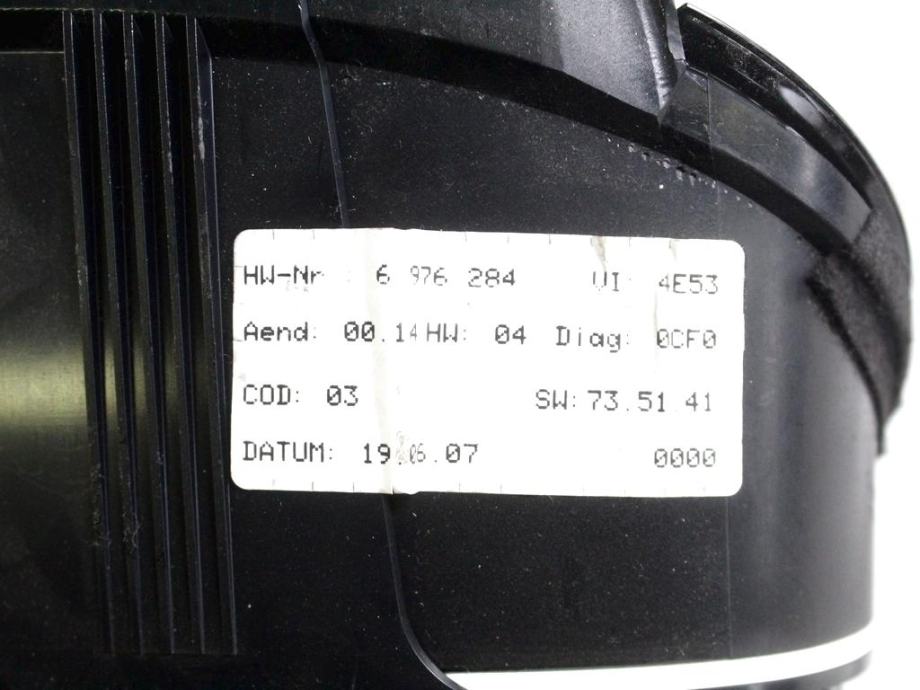 HW-Nr : 6 976 284 VI: 4E53
Aend: 00.14 HW: 04 Diag: 0CF0
COD: 03 SW: 73.51 41
DATUM: 19.06.07 0000